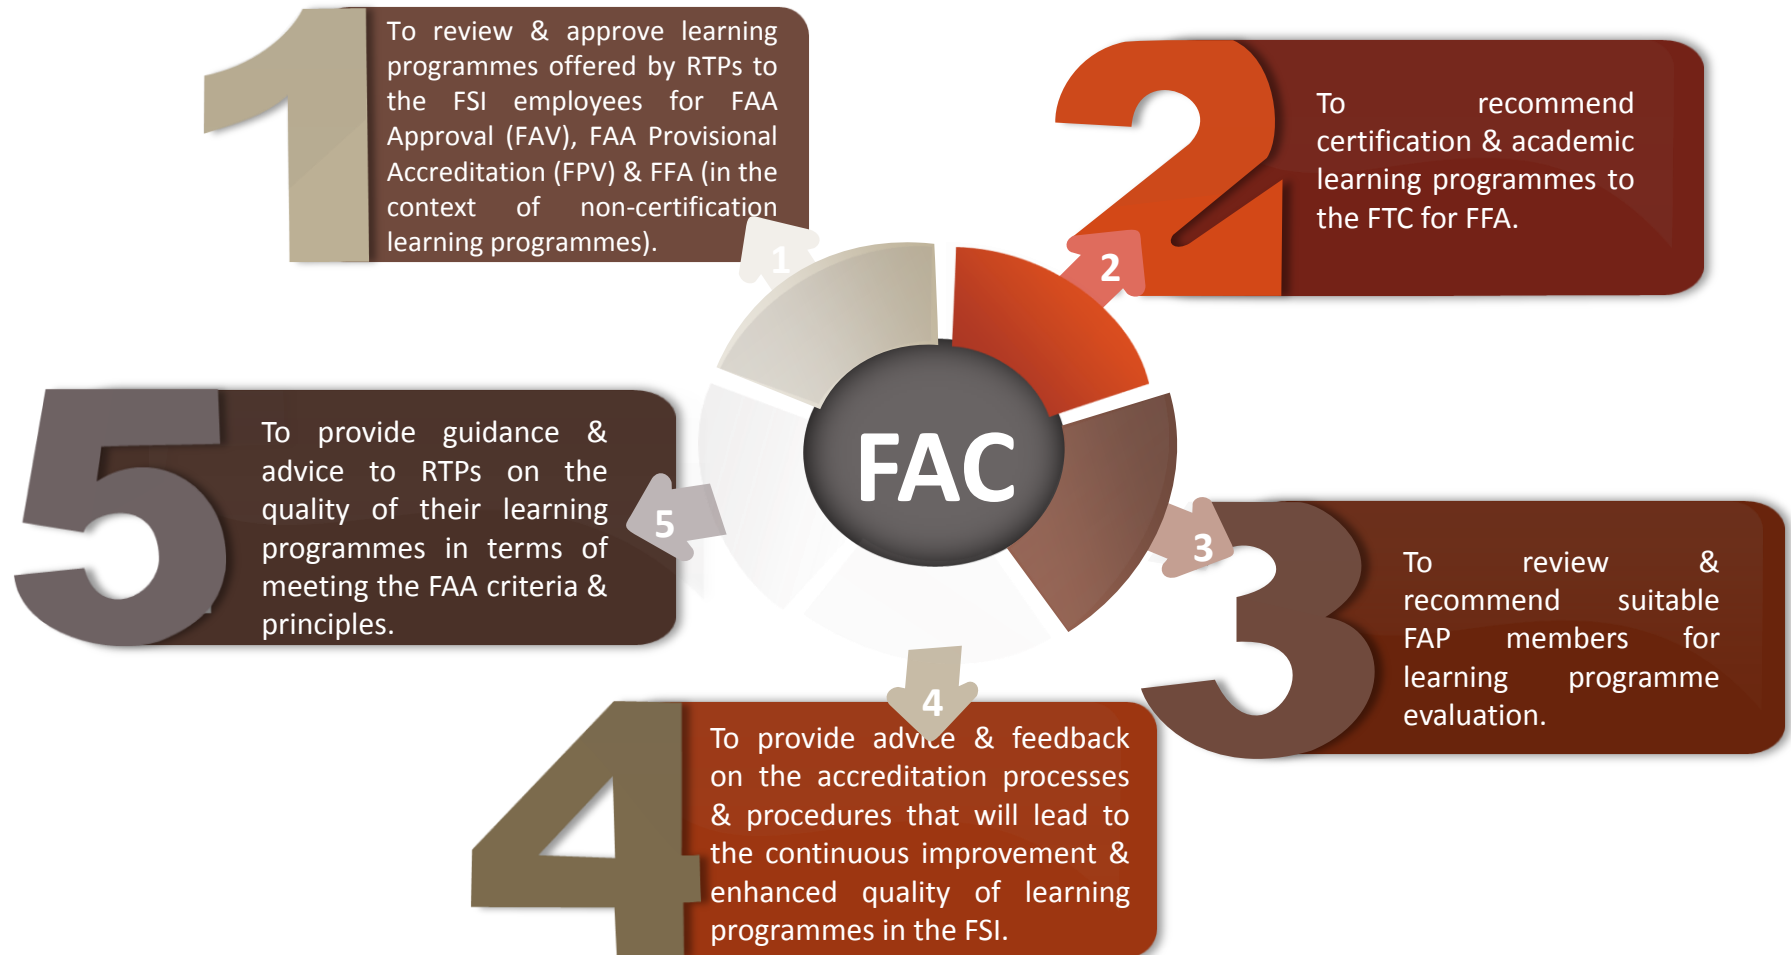 1
To review & approve learning
programmes offered by RTPs to
the FSI employees for FAA
Approval (FAV), FAA Provisional
Accreditation (FPV) & FFA (in the
context of non-certification
learning programmes).
2
To recommend
certification & academic
learning programmes to
the FTC for FFA.
1
2
FAC
5
To provide guidance &
advice to RTPs on the
quality of their learning
programmes in terms of
meeting the FAA criteria &
principles.
5
3
3
To review &
recommend suitable
FAP members for
learning programme
evaluation.
4
4
To provide advice & feedback
on the accreditation processes
& procedures that will lead to
the continuous improvement &
enhanced quality of learning
programmes in the FSI.